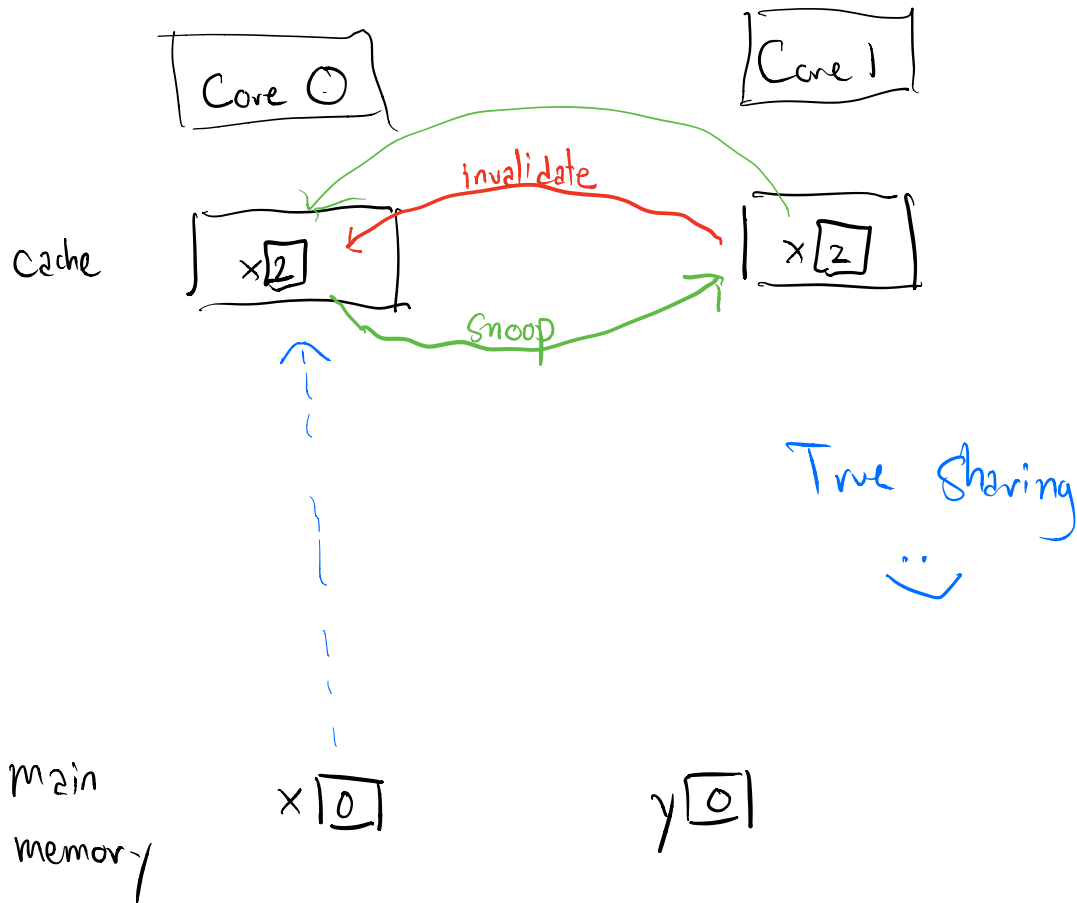 Core 0
Core 1
invalidate
cache
x 2
x 2
snoop
True Sharing
main
memory
x 0
y 0